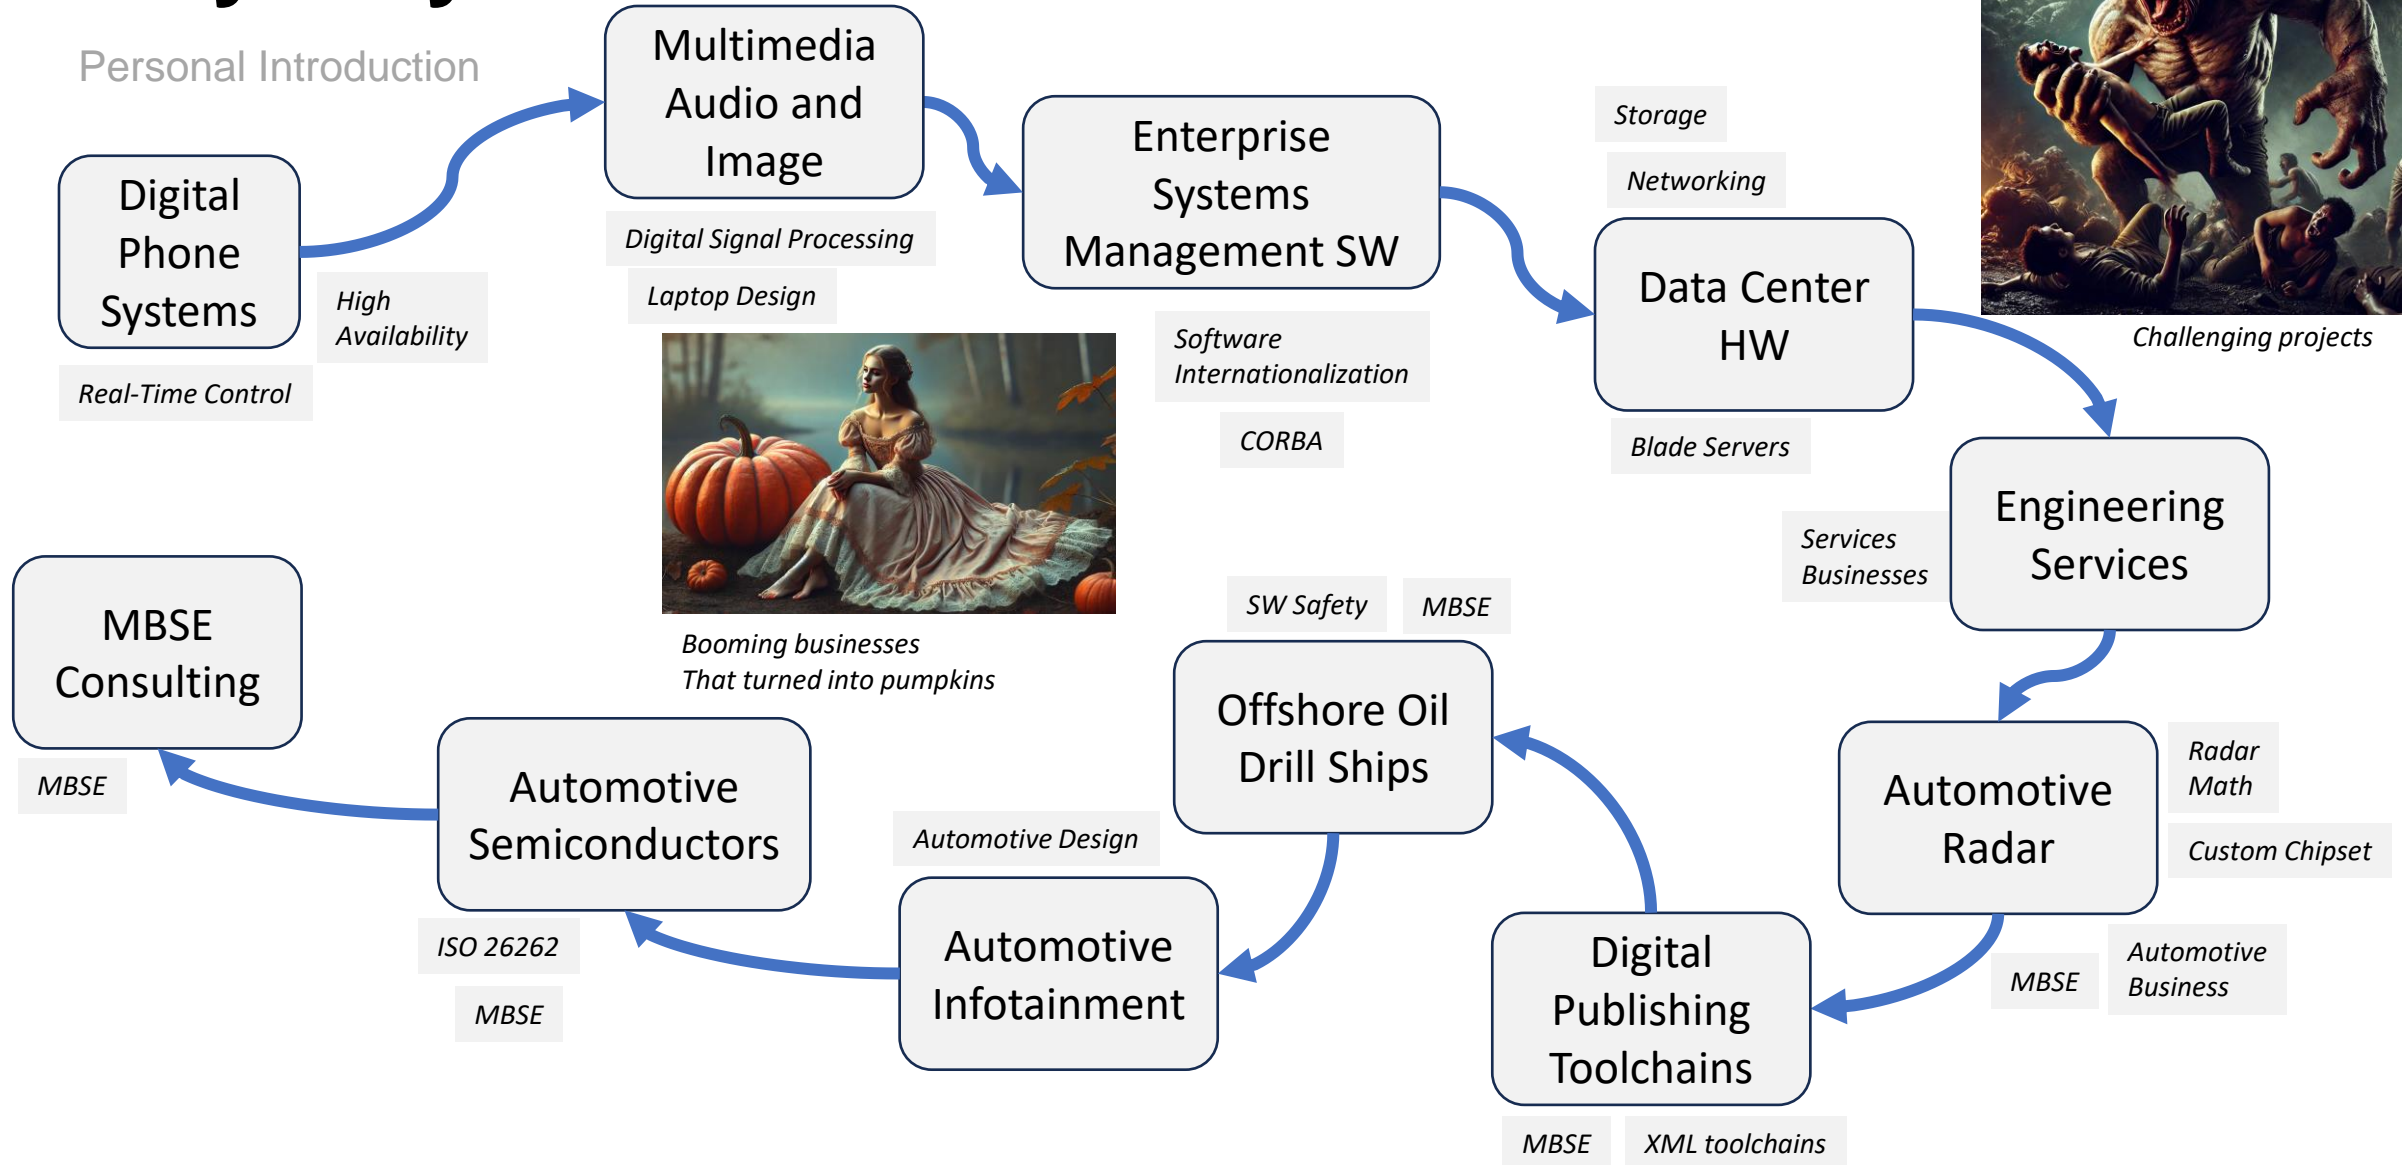 Personal Introduction
Digital
Phone
Systems
High
Availability
Real-Time Control
Multimedia
Audio and
Image
Digital Signal Processing
Laptop Design
Enterprise
Systems
Management SW
Software
Internationalization
CORBA
Storage
Networking
Data Center
HW
Blade Servers
Challenging projects
Engineering
Services
Services
Businesses
Automotive
Radar
Radar
Math
Custom Chipset
Automotive
Business
MBSE
Digital
Publishing
Toolchains
MBSE
XML toolchains
SW Safety
MBSE
Offshore Oil
Drill Ships
Booming businesses
That turned into pumpkins
Automotive Design
Automotive
Infotainment
Automotive
Semiconductors
ISO 26262
MBSE
MBSE
Consulting
MBSE